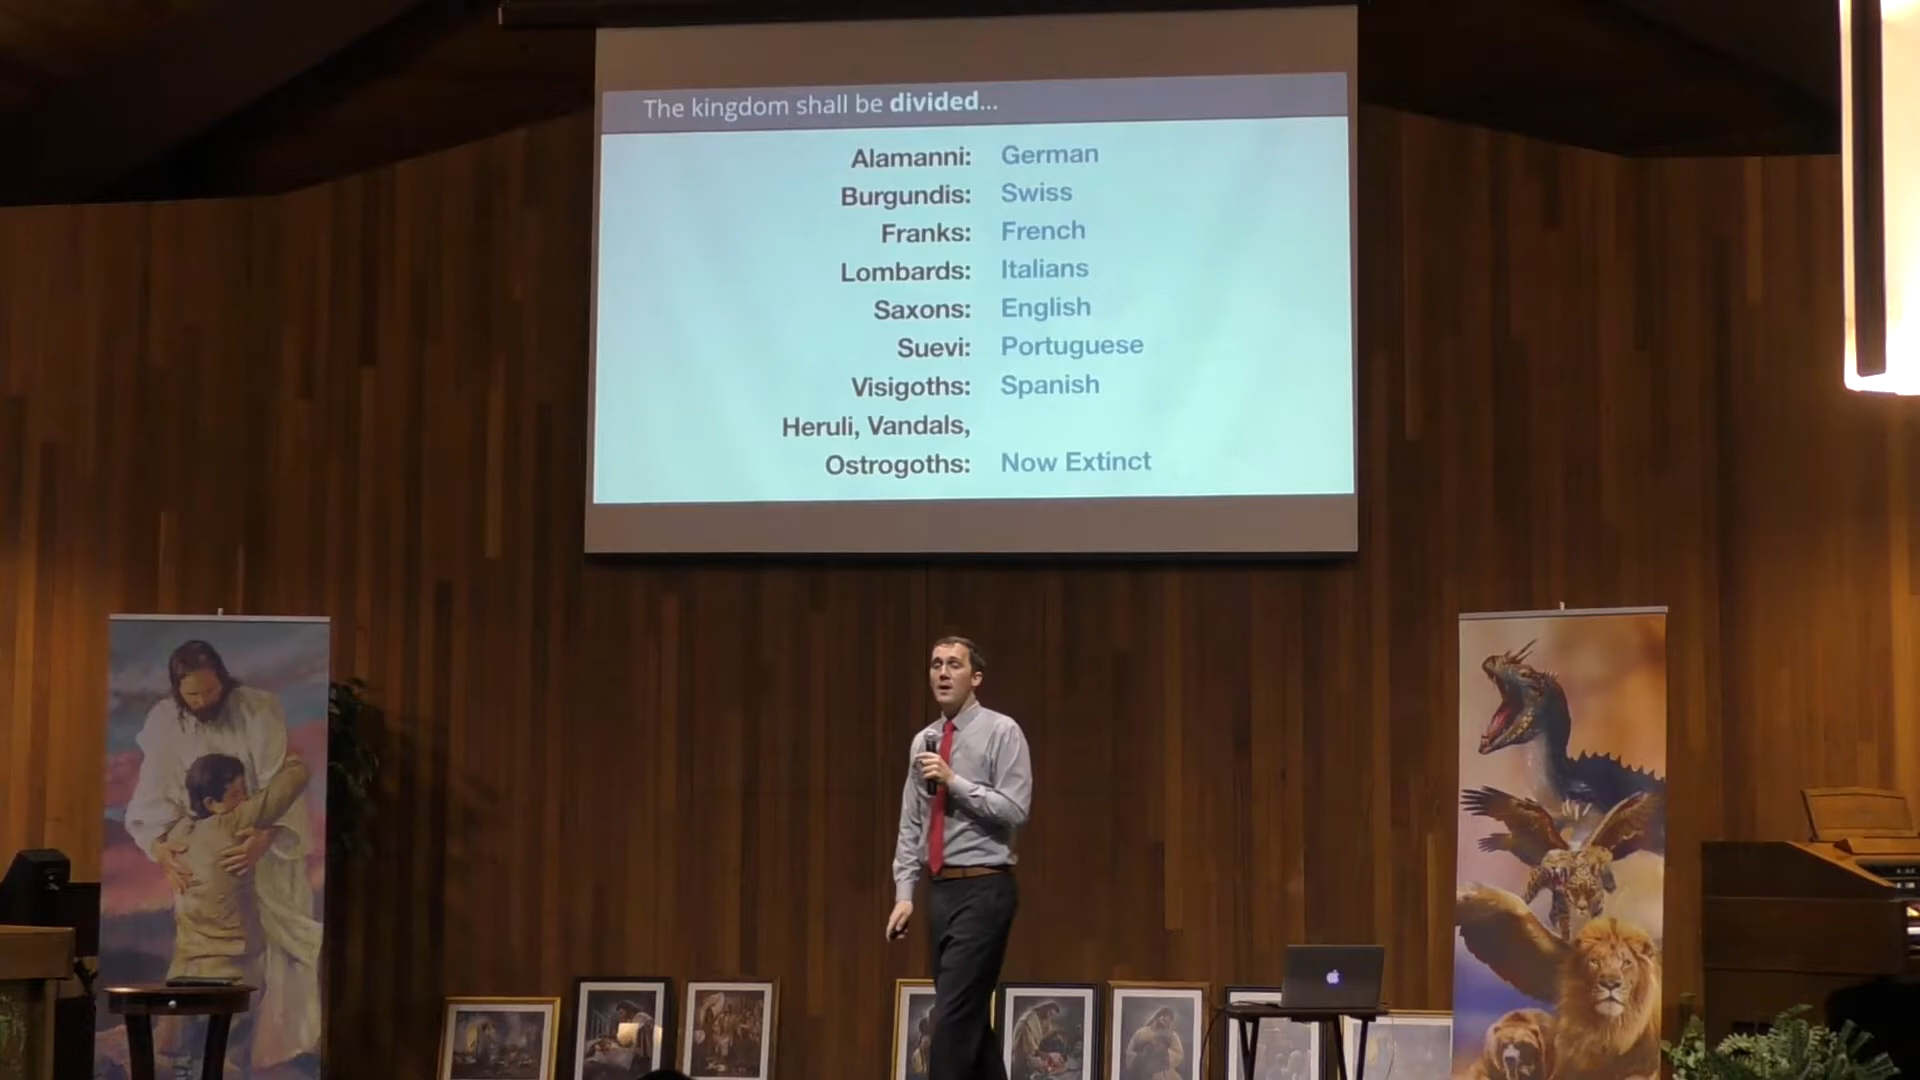 The kingdom shall be divided...
Alamanni: German
Burgundis: Swiss
Franks: French
Lombards: Italians
Saxons: English
Suevi: Portuguese
Visigoths: Spanish
Heruli, Vandals,
Ostrogoths: Now Extinct